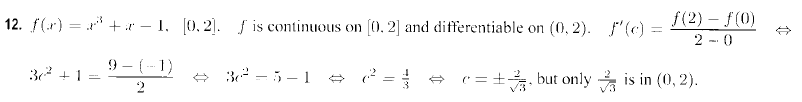 12. f(x) = x³ + x − 1, [0, 2]. f is continuous on [0, 2] and differentiable on (0, 2). f′(c) = (f(2) − f(0))/(2 − 0) ⇔
3c² + 1 = (9 − (−1))/2 ⇔ 3c² = 5 − 1 ⇔ c² = 4/3 ⇔ c = ±2/√3, but only 2/√3 is in (0, 2).